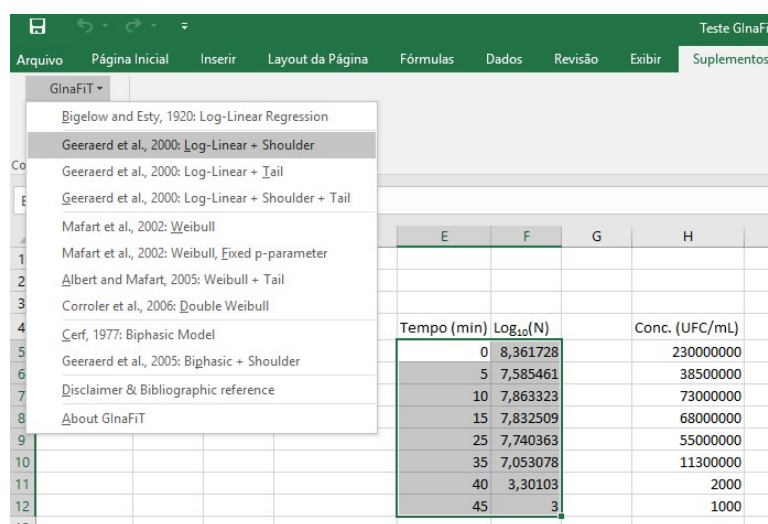 Teste GInaFi
Arquivo Página Inicial Inserir Layout da Página Fórmulas Dados Revisão Exibir Suplementos
GInaFiT
Bigelow and Esty, 1920: Log-Linear Regression
Geeraerd et al., 2000: Log-Linear + Shoulder
Geeraerd et al., 2000: Log-Linear + Tail
Geeraerd et al., 2000: Log-Linear + Shoulder + Tail
Mafart et al., 2002: Weibull
Mafart et al., 2002: Weibull, Fixed p-parameter
Albert and Mafart, 2005: Weibull + Tail
Corroler et al., 2006: Double Weibull
Cerf, 1977: Biphasic Model
Geeraerd et al., 2005: Biphasic + Shoulder
Disclaimer & Bibliographic reference
About GInaFiT
Co
E F G H
1
2
3
4 Tempo (min) Log₁₀(N) Conc. (UFC/mL)
5 0 8,361728 230000000
6 5 7,585461 38500000
7 10 7,863323 73000000
8 15 7,832509 68000000
9 25 7,740363 55000000
10 35 7,053078 11300000
11 40 3,30103 2000
12 45 3 1000